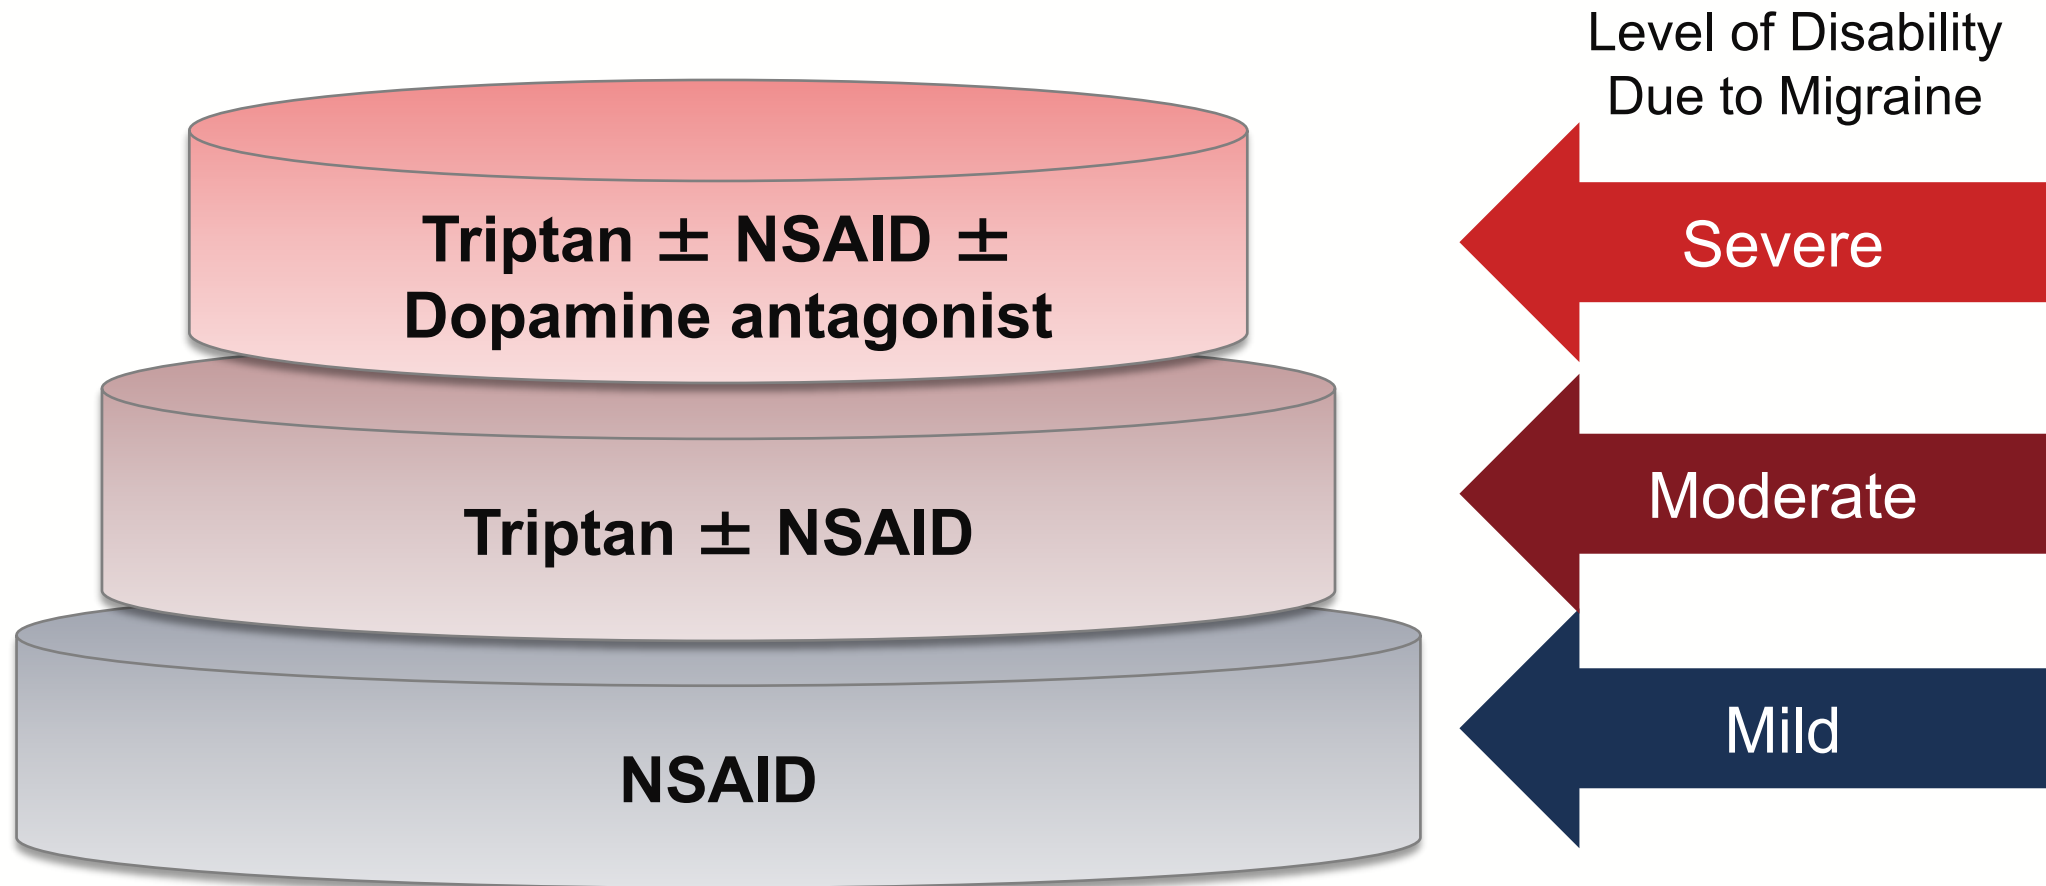 Level of Disability
Due to Migraine
Triptan ± NSAID ±
Dopamine antagonist
Severe
Triptan ± NSAID
Moderate
NSAID
Mild